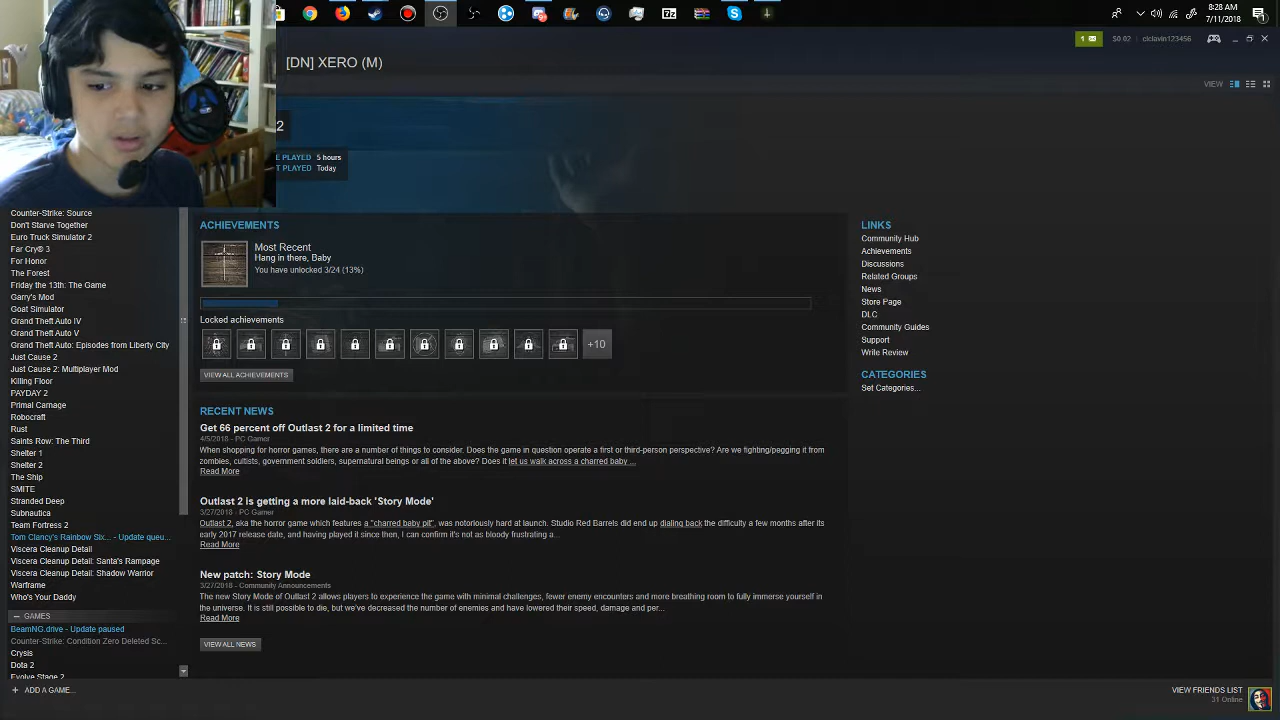 8:28 AM
7/11/2018
1
$0.02
clclavin123456
[DN] XERO (M)
VIEW
2
E PLAYED 5 hours
T PLAYED Today
Counter-Strike: Source
Don't Starve Together
Euro Truck Simulator 2
Far Cry® 3
For Honor
The Forest
Friday the 13th: The Game
Garry's Mod
Goat Simulator
Grand Theft Auto IV
Grand Theft Auto V
Grand Theft Auto: Episodes from Liberty City
Just Cause 2
Just Cause 2: Multiplayer Mod
Killing Floor
PAYDAY 2
Primal Carnage
Robocraft
Rust
Saints Row: The Third
Shelter 1
Shelter 2
The Ship
SMITE
Stranded Deep
Subnautica
Team Fortress 2
Tom Clancy's Rainbow Six... - Update queu...
Viscera Cleanup Detail
Viscera Cleanup Detail: Santa's Rampage
Viscera Cleanup Detail: Shadow Warrior
Warframe
Who's Your Daddy
GAMES
BeamNG.drive - Update paused
Counter-Strike: Condition Zero Deleted Sc...
Crysis
Dota 2
Evolve Stage 2
+ ADD A GAME...
ACHIEVEMENTS
Most Recent
Hang in there, Baby
You have unlocked 3/24 (13%)
Locked achievements
+10
VIEW ALL ACHIEVEMENTS
RECENT NEWS
Get 66 percent off Outlast 2 for a limited time
4/5/2018 - PC Gamer
When shopping for horror games, there are a number of things to consider. Does the game in question operate a first or third-person perspective? Are we fighting/pegging it from
zombies, cultists, government soldiers, supernatural beings or all of the above? Does it let us walk across a charred baby ...
Read More
Outlast 2 is getting a more laid-back 'Story Mode'
3/27/2018 - PC Gamer
Outlast 2, aka the horror game which features a "charred baby pit", was notoriously hard at launch. Studio Red Barrels did end up dialing back the difficulty a few months after its
early 2017 release date, and having played it since then, I can confirm it's not as bloody frustrating a...
Read More
New patch: Story Mode
3/27/2018 - Community Announcements
The new Story Mode of Outlast 2 allows players to experience the game with minimal challenges, fewer enemy encounters and more breathing room to fully immerse yourself in
the universe. It is still possible to die, but we've decreased the number of enemies and have lowered their speed, damage and per...
Read More
VIEW ALL NEWS
LINKS
Community Hub
Achievements
Discussions
Related Groups
News
Store Page
DLC
Community Guides
Support
Write Review
CATEGORIES
Set Categories...
VIEW FRIENDS LIST
31 Online